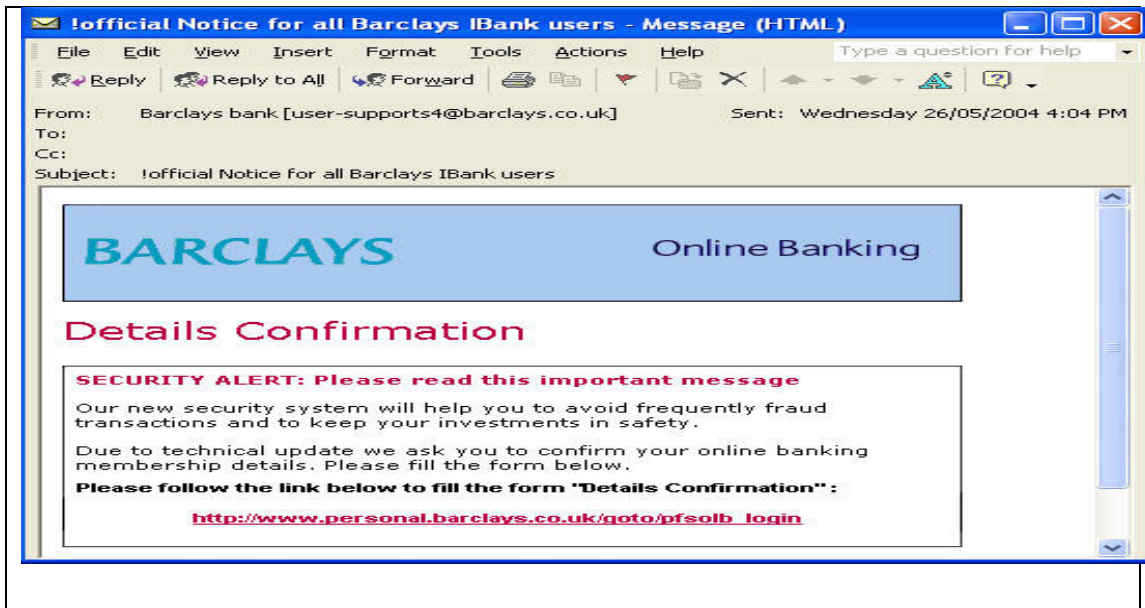 !official Notice for all Barclays IBank users - Message (HTML)
File Edit View Insert Format Tools Actions Help Type a question for help
Reply Reply to All Forward
From: Barclays bank [user-supports4@barclays.co.uk] Sent: Wednesday 26/05/2004 4:04 PM
To:
Cc:
Subject: !official Notice for all Barclays IBank users
BARCLAYS Online Banking
Details Confirmation
SECURITY ALERT: Please read this important message
Our new security system will help you to avoid frequently fraud
transactions and to keep your investments in safety.
Due to technical update we ask you to confirm your online banking
membership details. Please fill the form below.
Please follow the link below to fill the form "Details Confirmation" :
http://www.personal.barclays.co.uk/goto/pfsolb_login